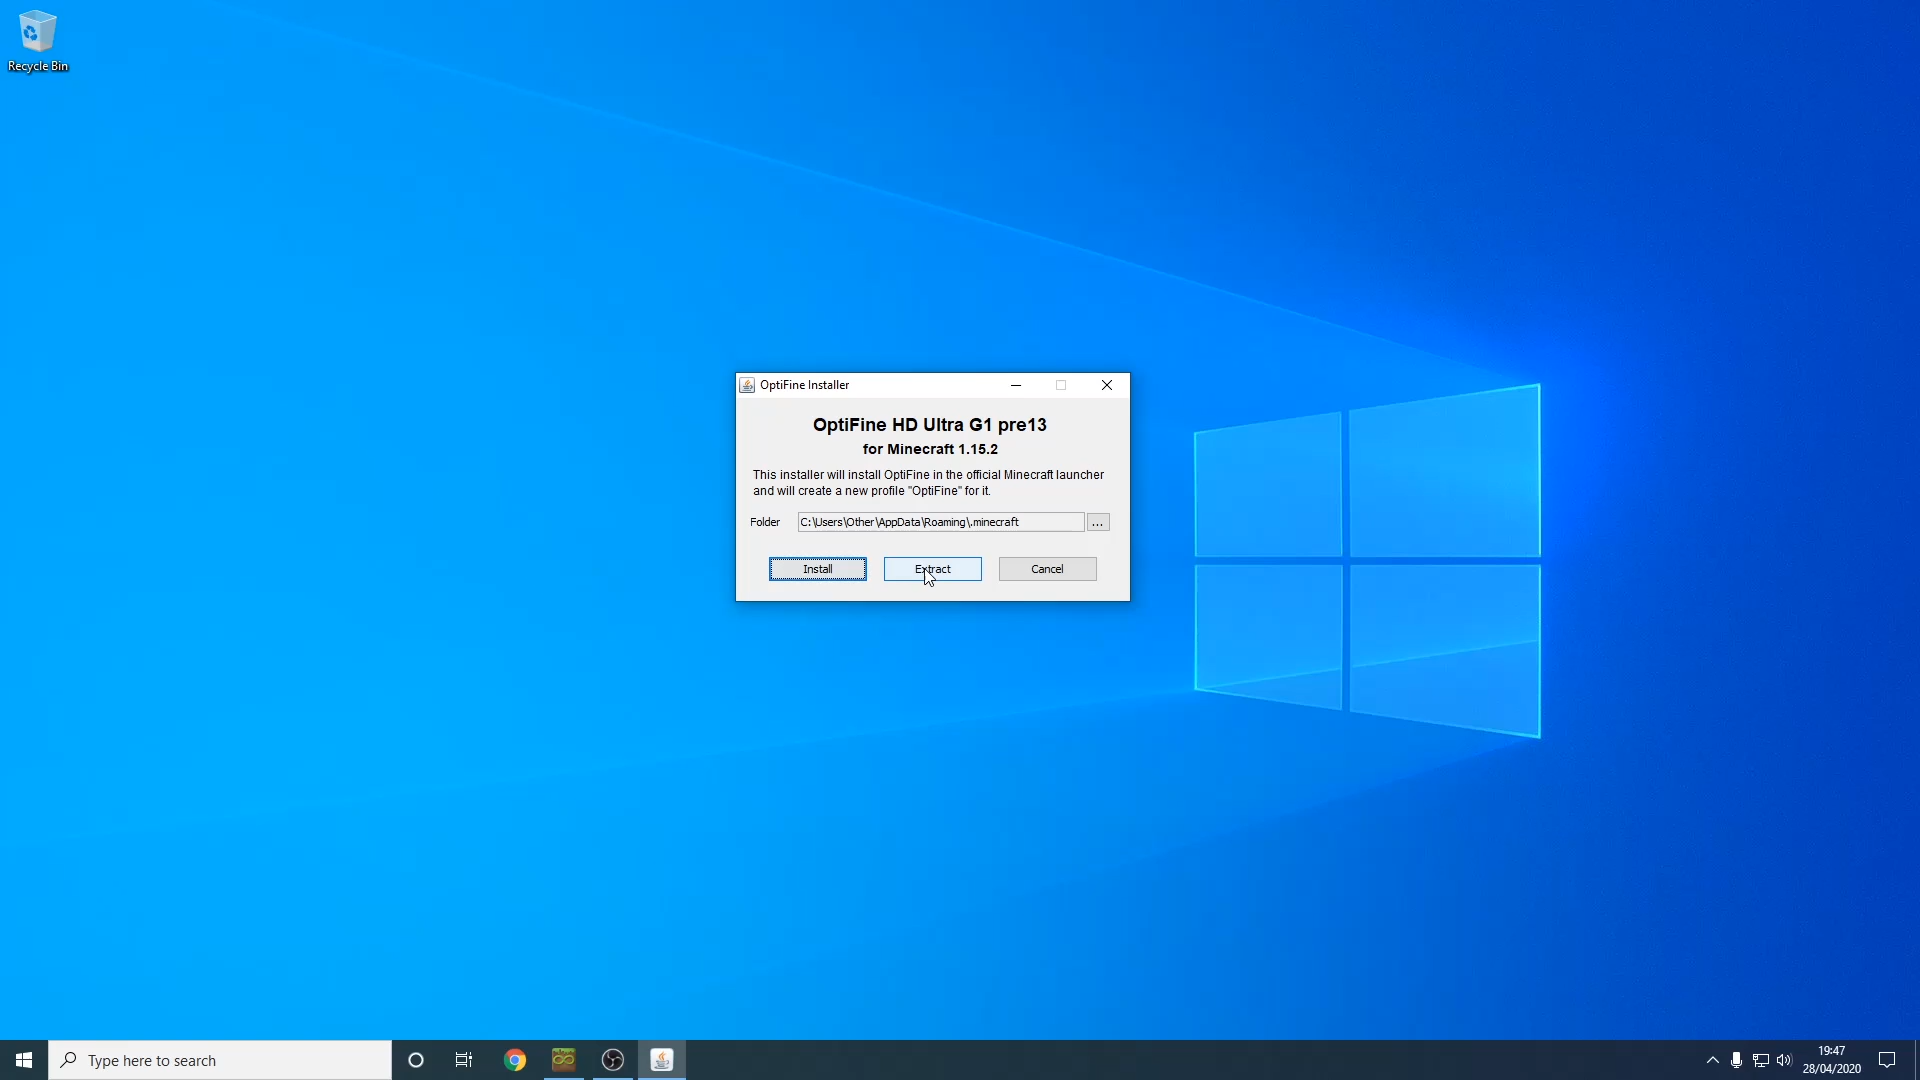 Recycle Bin
OptiFine Installer
OptiFine HD Ultra G1 pre13
for Minecraft 1.15.2
This installer will install OptiFine in the official Minecraft launcher
and will create a new profile "OptiFine" for it.
Folder C:\Users\Other\AppData\Roaming\.minecraft ...
Install Extract Cancel
Type here to search
19:47
28/04/2020